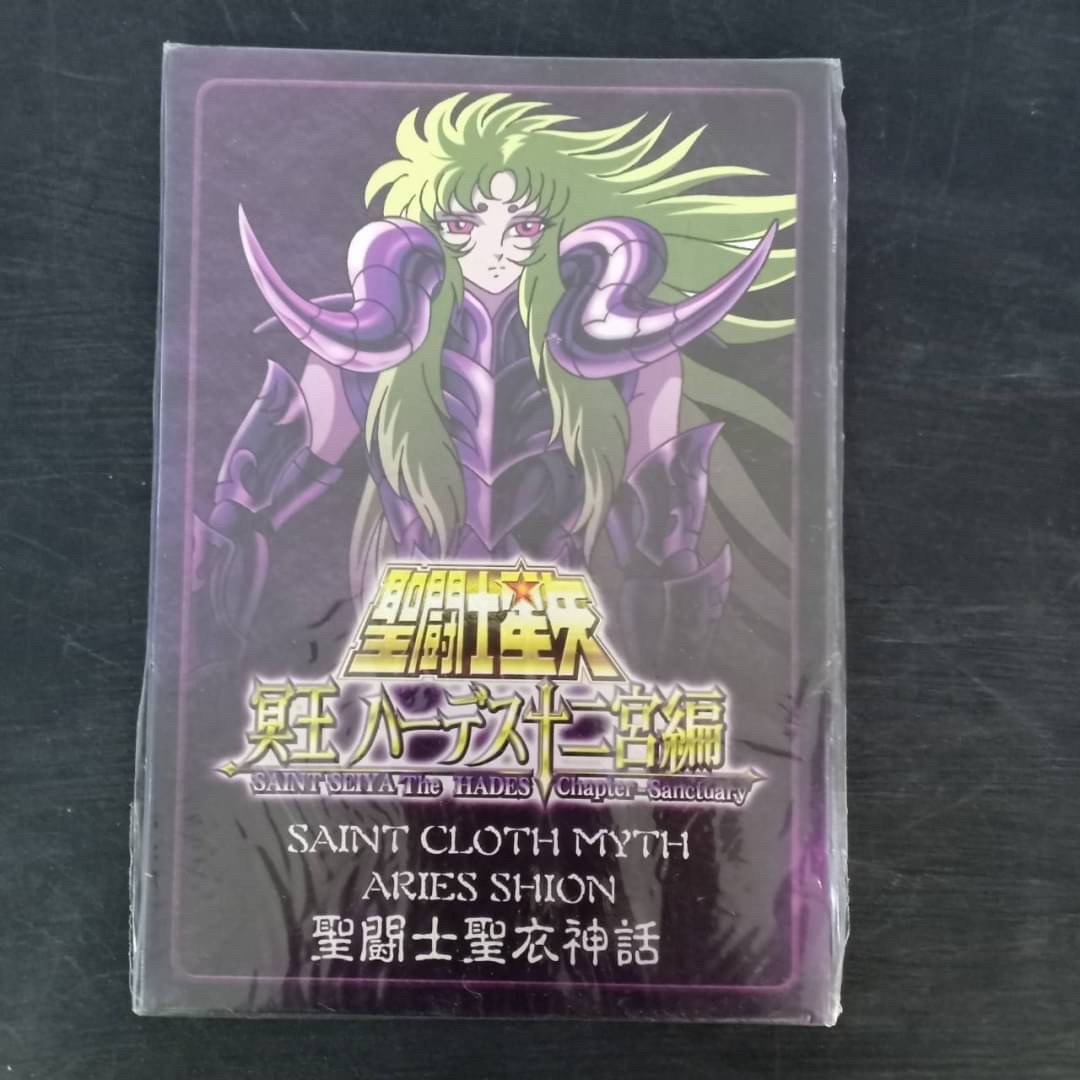 聖闘士星矢
冥王 ハーデス十二宮編
SAINT SEIYA The HADES Chapter - Sanctuary
SAINT CLOTH MYTH
ARIES SHION
聖闘士聖衣神話